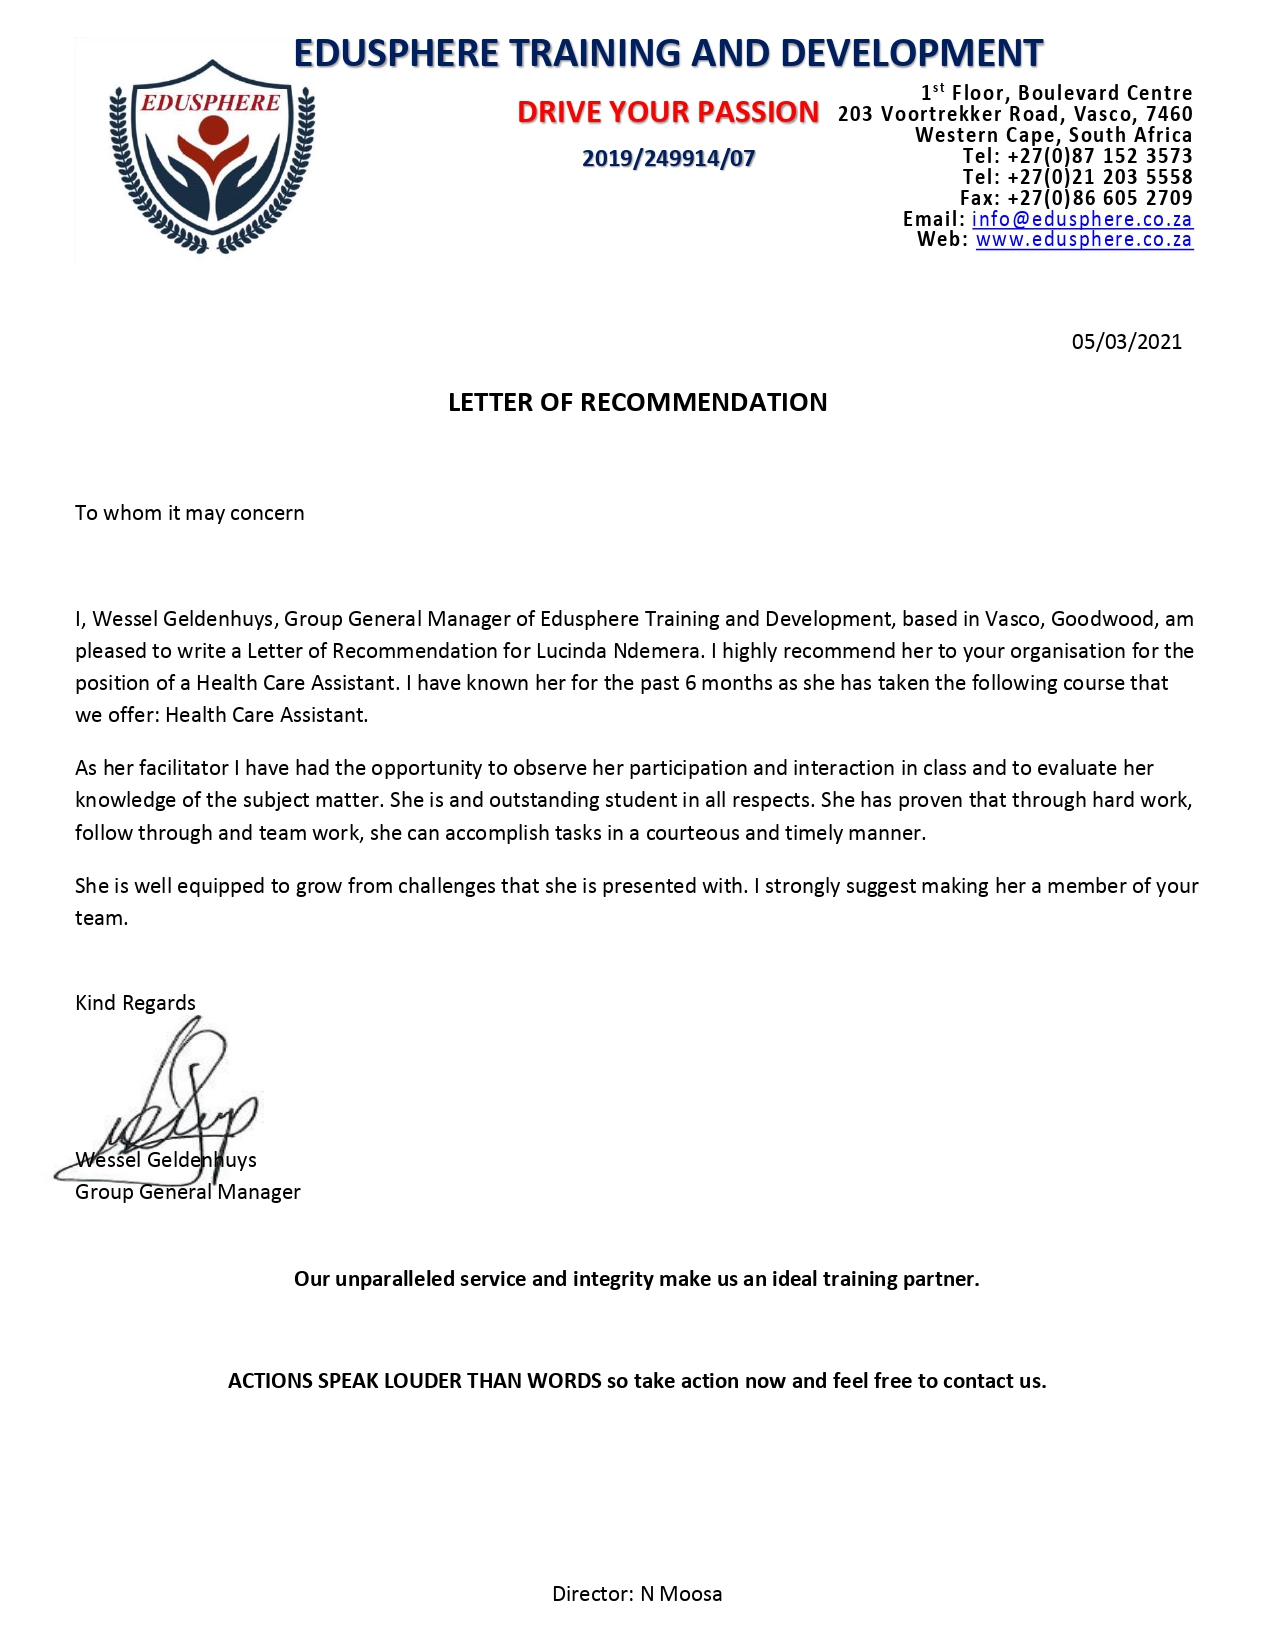 EDUSPHERE TRAINING AND DEVELOPMENT
EDUSPHERE
DRIVE YOUR PASSION
2019/249914/07
1st Floor, Boulevard Centre
203 Voortrekker Road, Vasco, 7460
Western Cape, South Africa
Tel: +27(0)87 152 3573
Tel: +27(0)21 203 5558
Fax: +27(0)86 605 2709
Email: info@edusphere.co.za
Web: www.edusphere.co.za
05/03/2021
LETTER OF RECOMMENDATION
To whom it may concern
I, Wessel Geldenhuys, Group General Manager of Edusphere Training and Development, based in Vasco, Goodwood, am
pleased to write a Letter of Recommendation for Lucinda Ndemera. I highly recommend her to your organisation for the
position of a Health Care Assistant. I have known her for the past 6 months as she has taken the following course that
we offer: Health Care Assistant.
As her facilitator I have had the opportunity to observe her participation and interaction in class and to evaluate her
knowledge of the subject matter. She is and outstanding student in all respects. She has proven that through hard work,
follow through and team work, she can accomplish tasks in a courteous and timely manner.
She is well equipped to grow from challenges that she is presented with. I strongly suggest making her a member of your
team.
Kind Regards
Wessel Geldenhuys
Group General Manager
Our unparalleled service and integrity make us an ideal training partner.
ACTIONS SPEAK LOUDER THAN WORDS so take action now and feel free to contact us.
Director: N Moosa